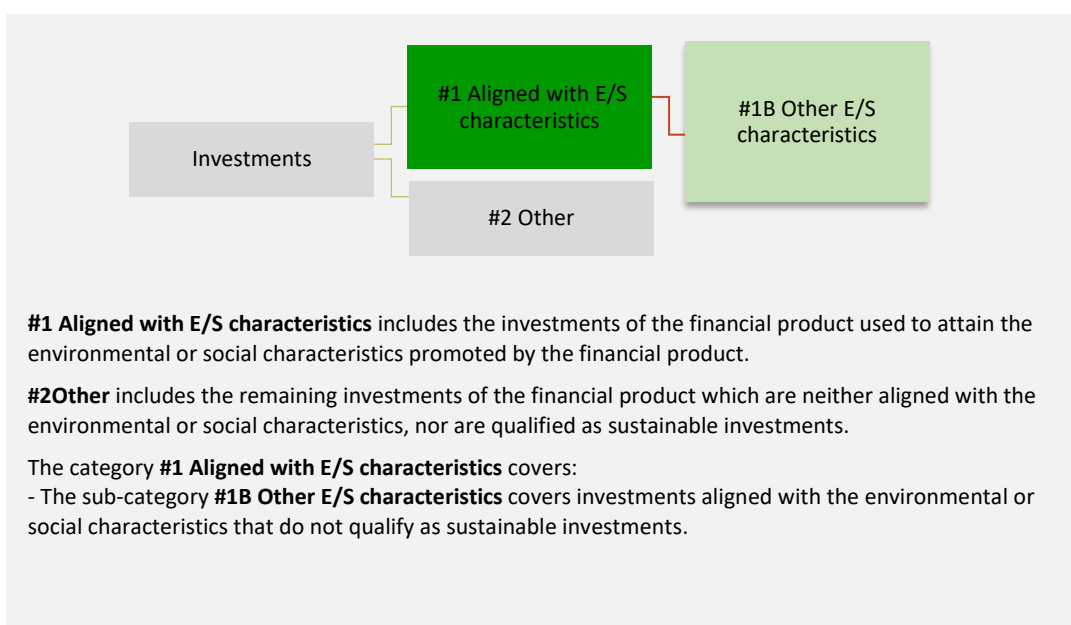 #1 Aligned with E/S
characteristics
#1B Other E/S
characteristics
Investments
#2 Other
#1 Aligned with E/S characteristics includes the investments of the financial product used to attain the
environmental or social characteristics promoted by the financial product.
#2Other includes the remaining investments of the financial product which are neither aligned with the
environmental or social characteristics, nor are qualified as sustainable investments.
The category #1 Aligned with E/S characteristics covers:
- The sub-category #1B Other E/S characteristics covers investments aligned with the environmental or
social characteristics that do not qualify as sustainable investments.